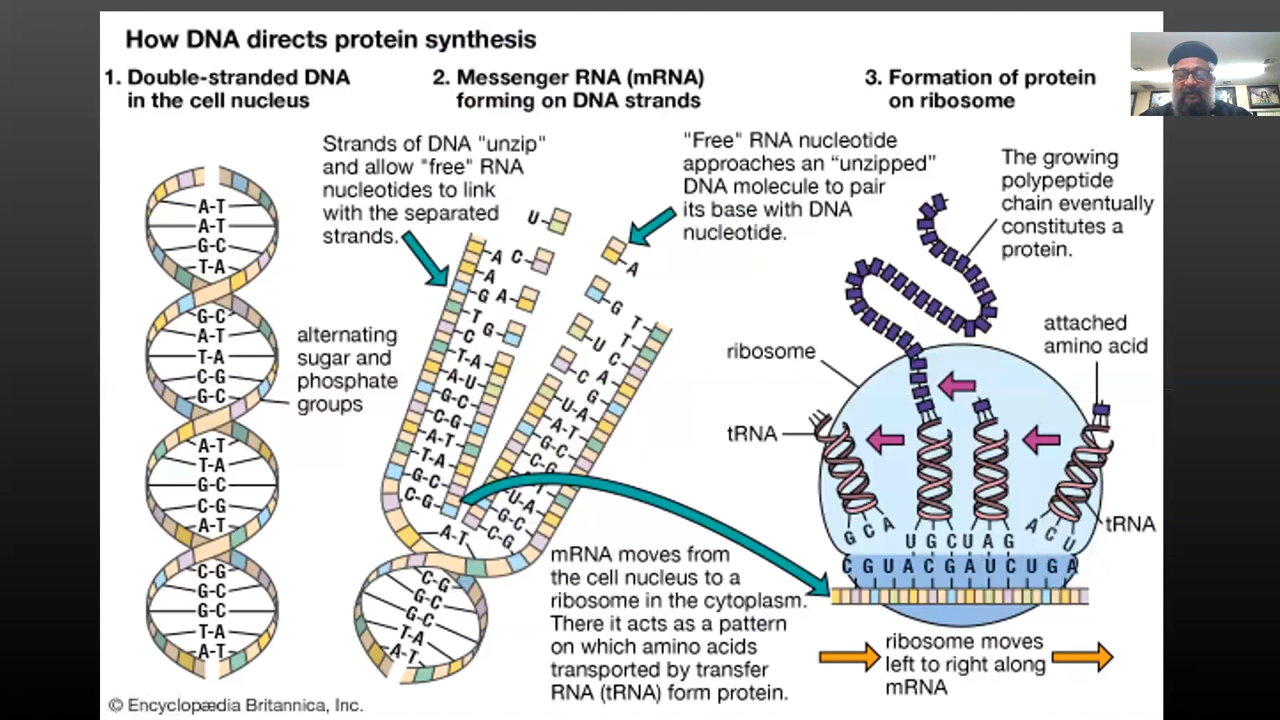 How DNA directs protein synthesis
1. Double-stranded DNA
in the cell nucleus
2. Messenger RNA (mRNA)
forming on DNA strands
3. Formation of protein
on ribosome
Strands of DNA "unzip"
and allow "free" RNA
nucleotides to link
with the separated
strands.
"Free" RNA nucleotide
approaches an "unzipped"
DNA molecule to pair
its base with DNA
nucleotide.
The growing
polypeptide
chain eventually
constitutes a
protein.
A-T
A-T
G-C
T-A
G-C
A-T
T-A
C-G
G-C
A-T
T-A
G-C
C-G
A-T
C-G
G-C
G-C
T-A
A-T
alternating
sugar and
phosphate
groups
U
C
A
G
A
A
G
T
C
T-A
A-U
G-C
C-G
A-T
T-A
G-C
C-G
A
G
U
C
T
T
C
A
G
U-A
A-T
G-C
C-G
U-A
G-C
C-G
A-T
C-G
G-C
G-C
T-A
A-T
mRNA moves from
the cell nucleus to a
ribosome in the cytoplasm.
There it acts as a pattern
on which amino acids
transported by transfer
RNA (tRNA) form protein.
ribosome
attached
amino acid
tRNA
tRNA
G C A
U G C U A G
A C U
C G U A C G A U C U G A
ribosome moves
left to right along
mRNA
© Encyclopædia Britannica, Inc.